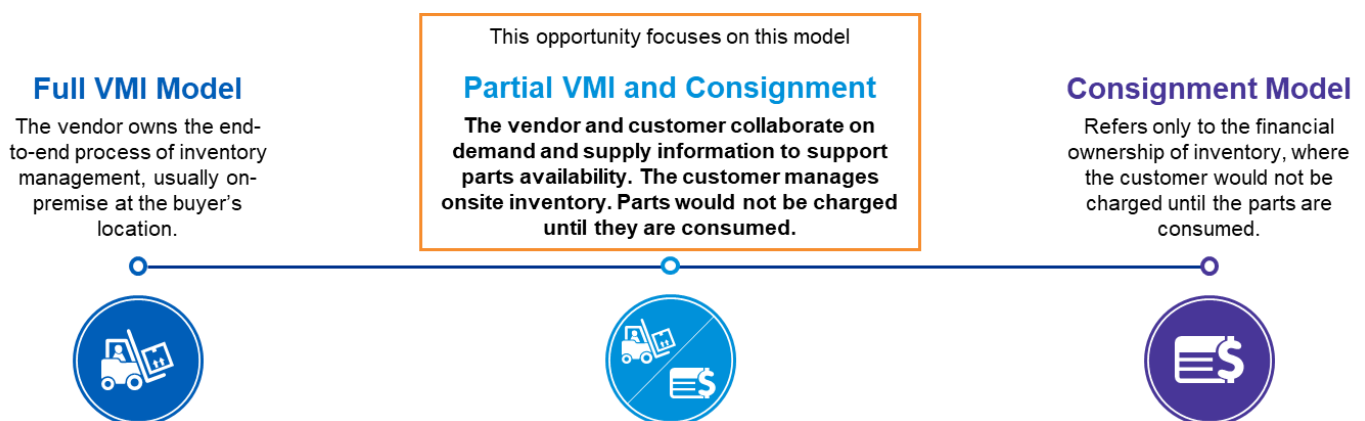 Full VMI Model
The vendor owns the end-
to-end process of inventory
management, usually on-
premise at the buyer's
location.
This opportunity focuses on this model
Partial VMI and Consignment
The vendor and customer collaborate on
demand and supply information to support
parts availability. The customer manages
onsite inventory. Parts would not be charged
until they are consumed.
Consignment Model
Refers only to the financial
ownership of inventory, where
the customer would not be
charged until the parts are
consumed.
$
$